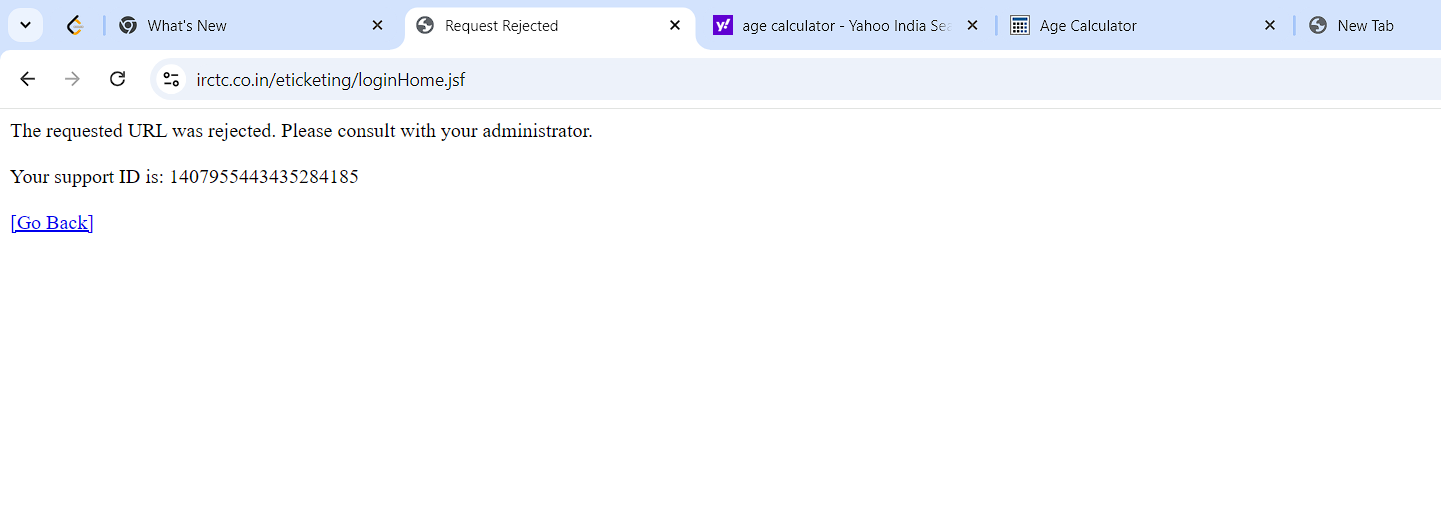 What's New
Request Rejected
age calculator - Yahoo India Sea
Age Calculator
New Tab
irctc.co.in/eticketing/loginHome.jsf
The requested URL was rejected. Please consult with your administrator.
Your support ID is: 1407955443435284185
[Go Back]